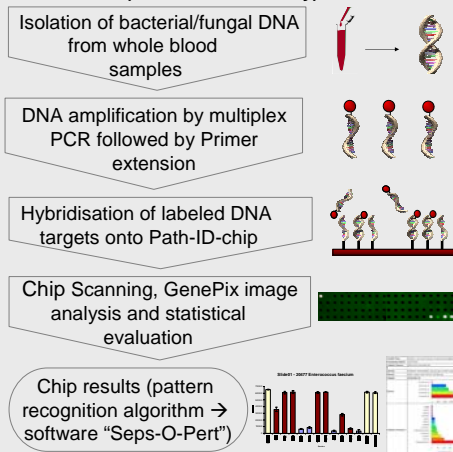 Isolation of bacterial/fungal DNA
from whole blood
samples
DNA amplification by multiplex
PCR followed by Primer
extension
Hybridisation of labeled DNA
targets onto Path-ID-chip
Chip Scanning, GenePix image
analysis and statistical
evaluation
Chip results (pattern
recognition algorithm →
software “Seps-O-Pert”)
Slide01 - 20477 Enterococcus faecium